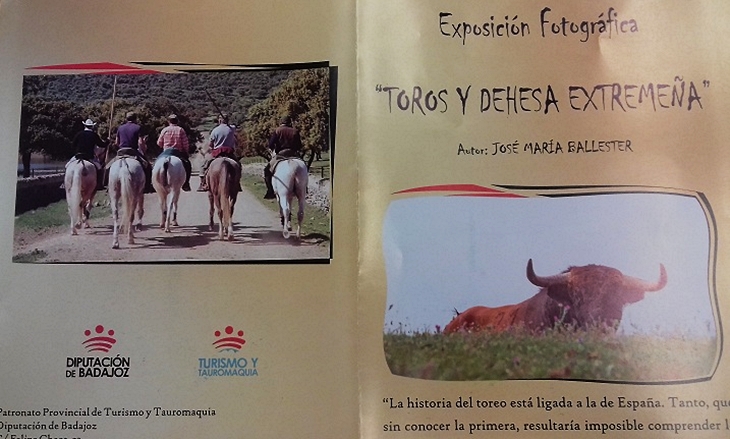 DIPUTACIÓN
DE BADAJOZ
TURISMO Y
TAUROMAQUIA
Patronato Provincial de Turismo y Tauromaquia
Diputación de Badajoz
Exposición Fotográfica
"TOROS Y DEHESA EXTREMEÑA"
Autor: JOSÉ MARÍA BALLESTER
"La historia del toreo está ligada a la de España. Tanto, que
sin conocer la primera, resultaría imposible comprender l